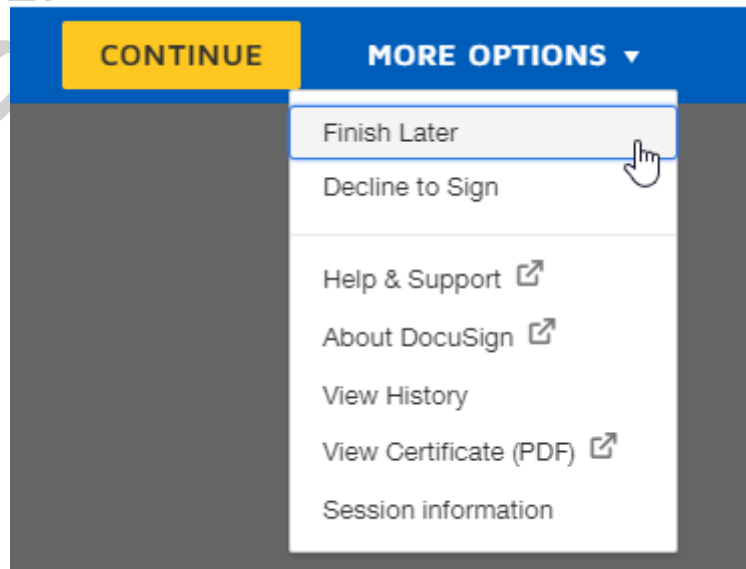 CONTINUE
MORE OPTIONS
Finish Later
Decline to Sign
Help & Support
About DocuSign
View History
View Certificate (PDF)
Session information